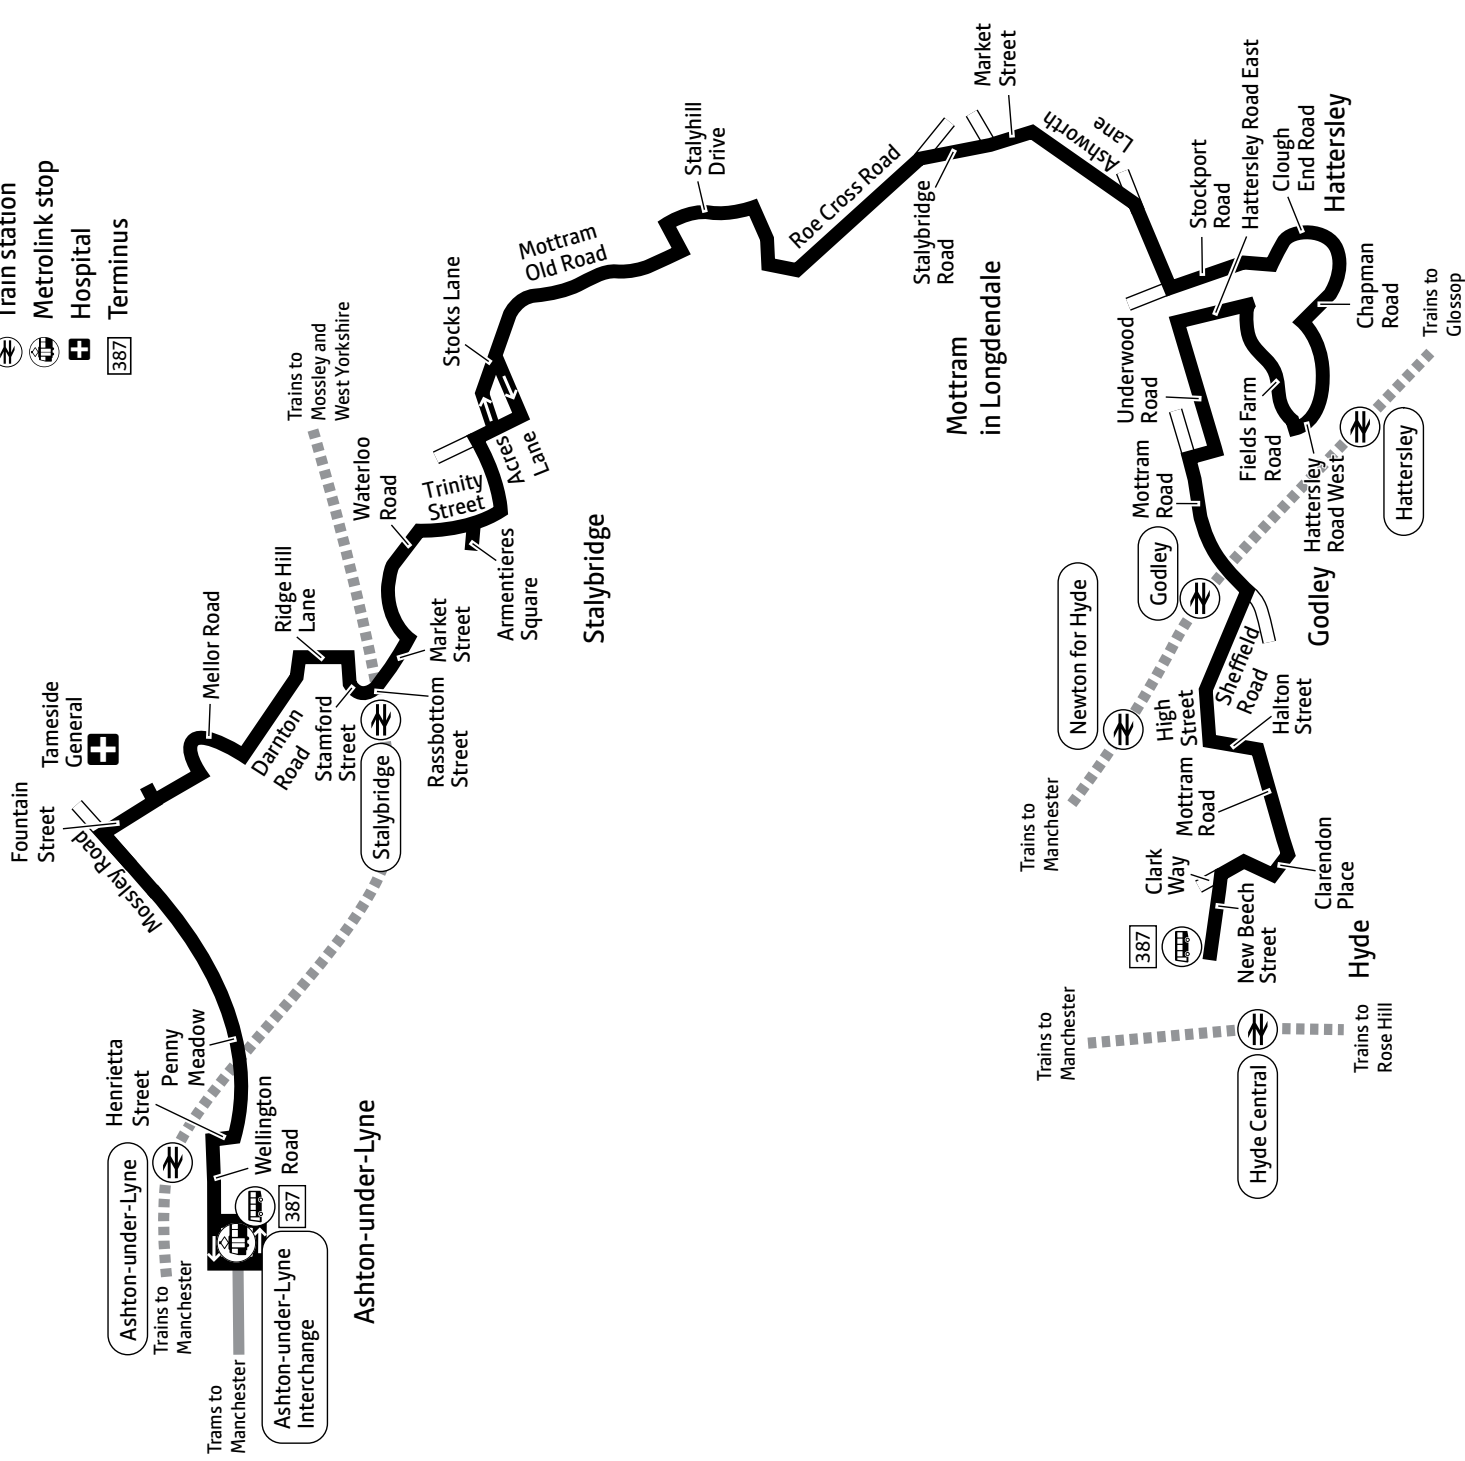 Train station
Metrolink stop
Hospital
387
Terminus
Trams to
Manchester
Ashton-under-Lyne
Interchange
387
Trains to
Manchester
Ashton-under-Lyne
Wellington
Road
Henrietta
Street
Penny
Meadow
Ashton-under-Lyne
Mossley Road
Fountain
Street
Tameside
General
Mellor Road
Darnton
Road
Ridge Hill
Lane
Stamford
Street
Stalybridge
Rassbottom
Street
Market
Street
Trains to
Mossley and
West Yorkshire
Waterloo
Road
Trinity
Street
Armentieres
Square
Stalybridge
Acres
Lane
Stocks Lane
Mottram
Old Road
Stalyhill
Drive
Roe Cross Road
Stalybridge
Road
Market
Street
Mottram
in Longdendale
Ashworth
Lane
Stockport
Road
Hattersley Road East
Clough
End Road
Hattersley
Chapman
Road
Trains to
Glossop
Hattersley
Hattersley
Road West
Fields Farm
Road
Underwood
Road
Mottram
Road
Godley
Godley
Newton for Hyde
Trains to
Manchester
Sheffield
Road
High
Street
Halton
Street
Mottram
Road
Clarendon
Place
Clark
Way
New Beech
Street
387
Hyde
Trains to
Manchester
Hyde Central
Trains to
Rose Hill